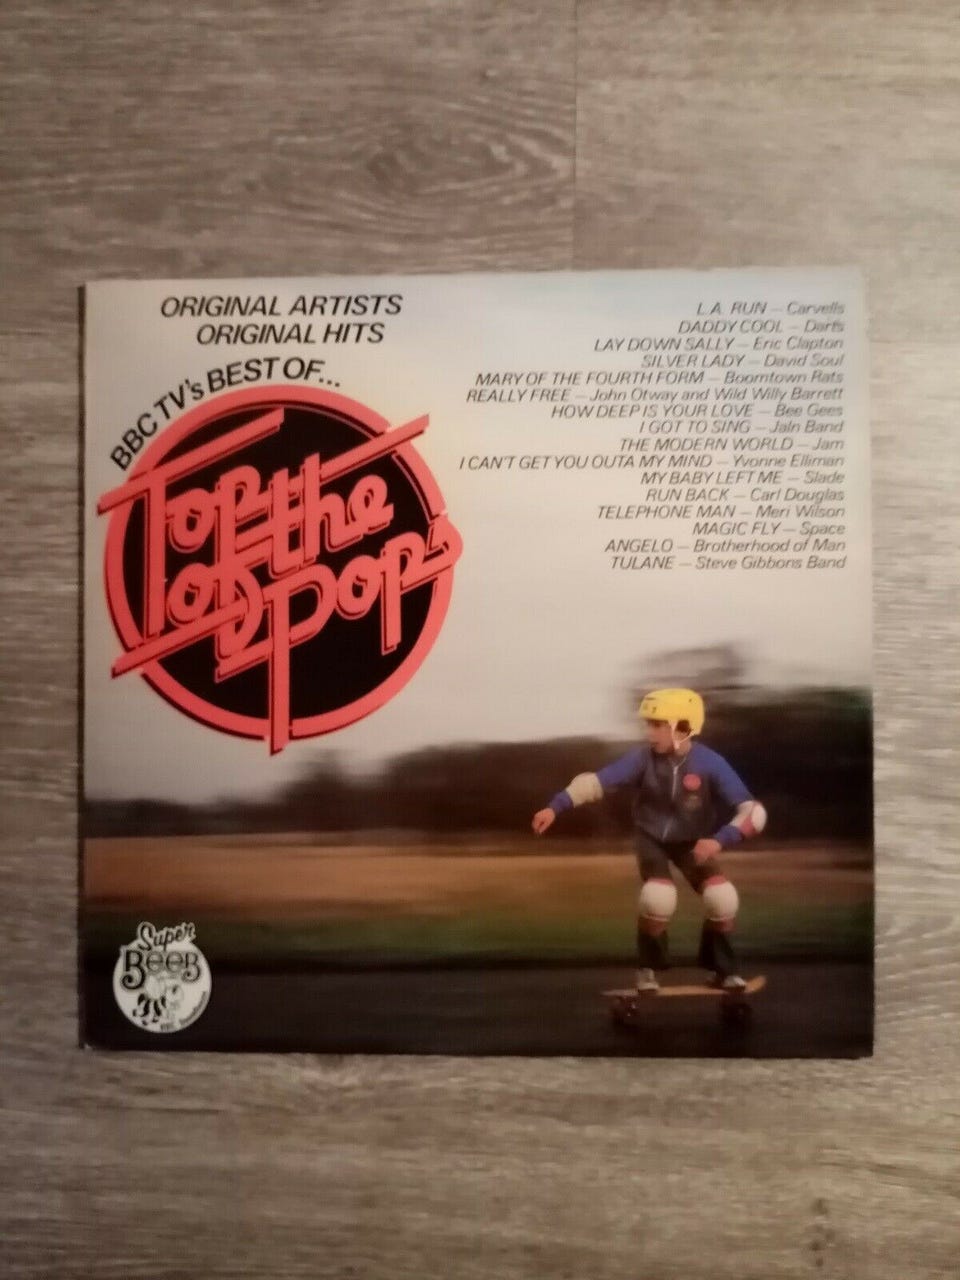 ORIGINAL ARTISTS
ORIGINAL HITS
BBC TV's BEST OF...
Top
of the
Pops
L.A. RUN – Carvells
DADDY COOL – Darts
LAY DOWN SALLY – Eric Clapton
SILVER LADY – David Soul
MARY OF THE FOURTH FORM – Boomtown Rats
REALLY FREE – John Otway and Wild Willy Barrett
HOW DEEP IS YOUR LOVE – Bee Gees
I GOT TO SING – Jaln Band
THE MODERN WORLD – Jam
I CAN'T GET YOU OUTA MY MIND – Yvonne Elliman
MY BABY LEFT ME – Slade
RUN BACK – Carl Douglas
TELEPHONE MAN – Meri Wilson
MAGIC FLY – Space
ANGELO – Brotherhood of Man
TULANE – Steve Gibbons Band
Super
BEEB
BBC